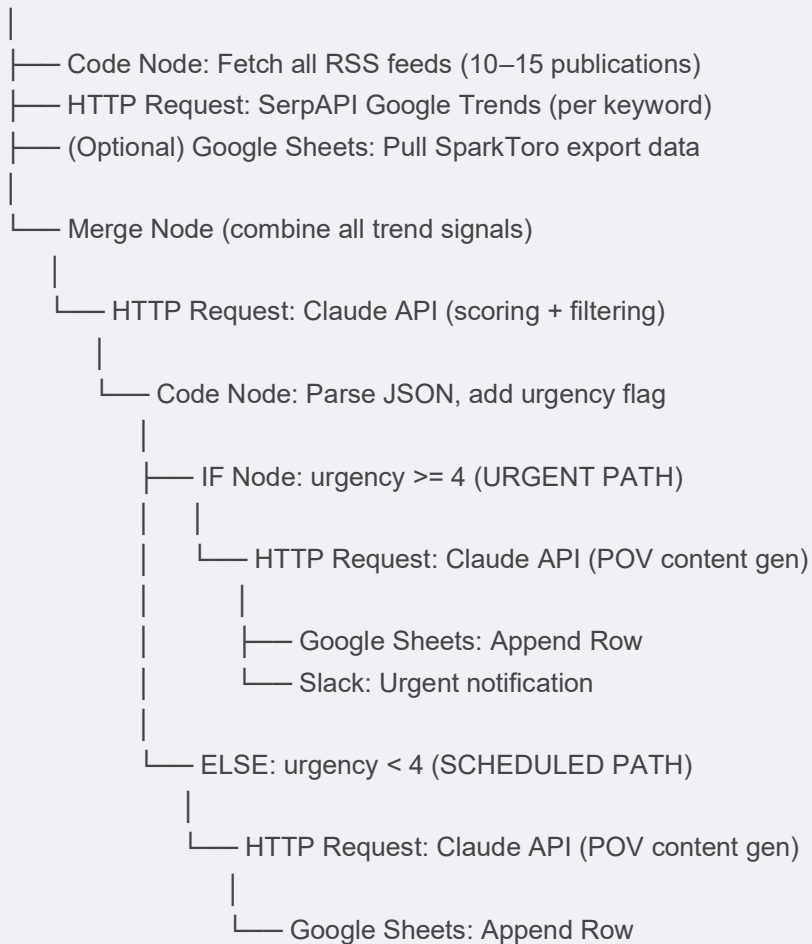 Code Node: Fetch all RSS feeds (10–15 publications)
HTTP Request: SerpAPI Google Trends (per keyword)
(Optional) Google Sheets: Pull SparkToro export data
Merge Node (combine all trend signals)
HTTP Request: Claude API (scoring + filtering)
Code Node: Parse JSON, add urgency flag
IF Node: urgency >= 4 (URGENT PATH)
HTTP Request: Claude API (POV content gen)
Google Sheets: Append Row
Slack: Urgent notification
ELSE: urgency < 4 (SCHEDULED PATH)
HTTP Request: Claude API (POV content gen)
Google Sheets: Append Row